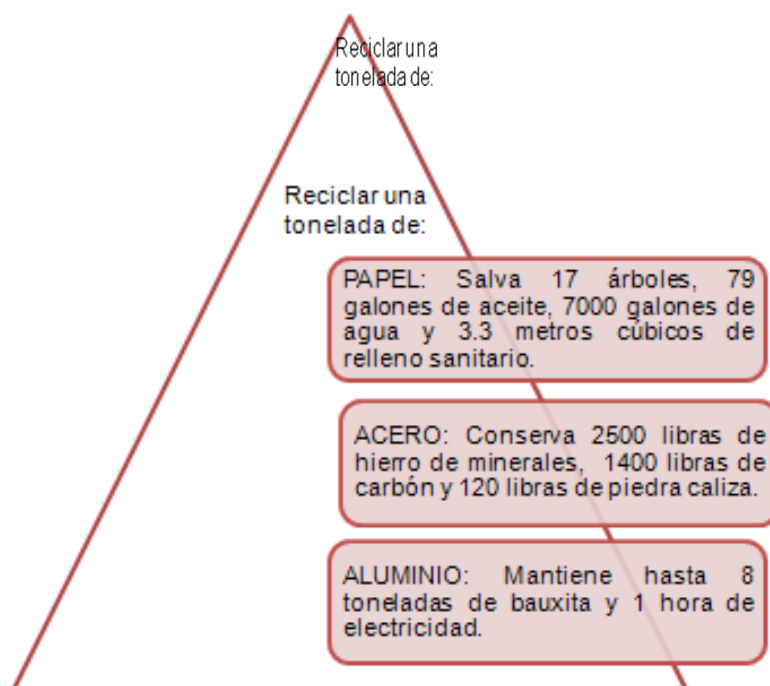 Reciclar una
tonelada de:
Reciclar una
tonelada de:
PAPEL: Salva 17 árboles, 79
galones de aceite, 7000 galones de
agua y 3.3 metros cúbicos de
relleno sanitario.
ACERO: Conserva 2500 libras de
hierro de minerales, 1400 libras de
carbón y 120 libras de piedra caliza.
ALUMINIO: Mantiene hasta 8
toneladas de bauxita y 1 hora de
electricidad.